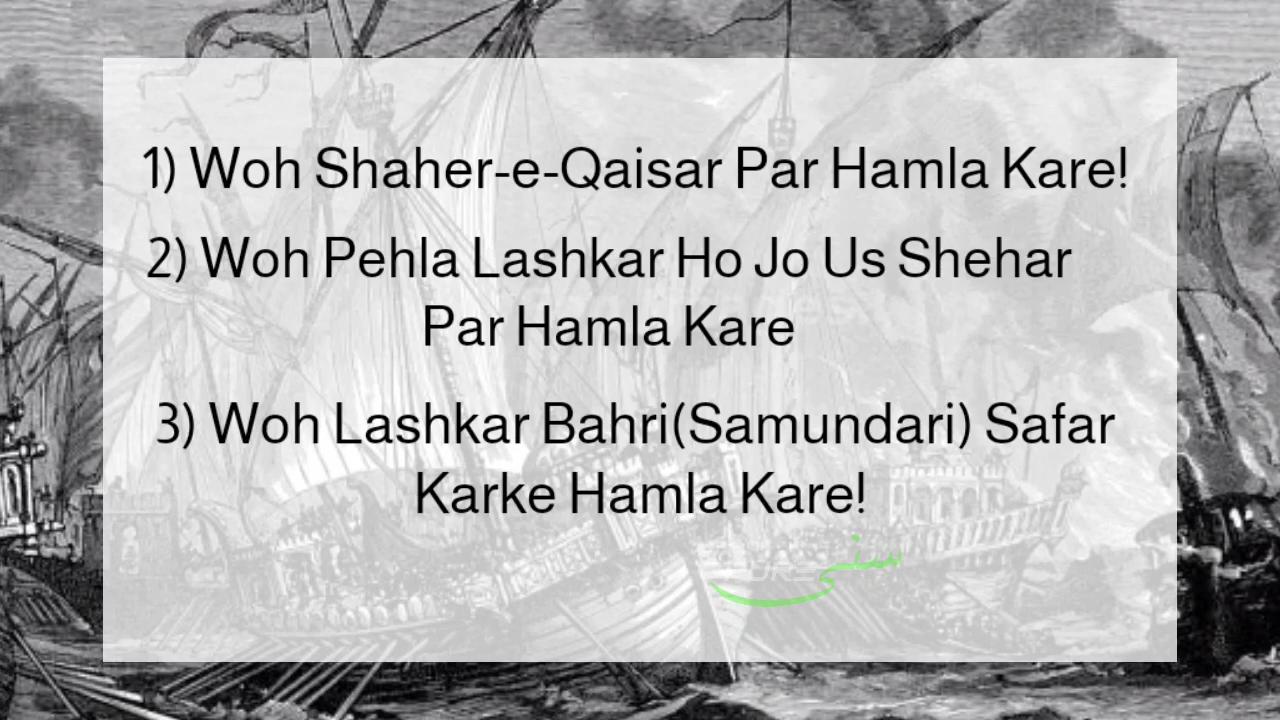 1) Woh Shaher-e-Qaisar Par Hamla Kare!
2) Woh Pehla Lashkar Ho Jo Us Shehar
Par Hamla Kare
3) Woh Lashkar Bahri(Samundari) Safar
Karke Hamla Kare!
سنی